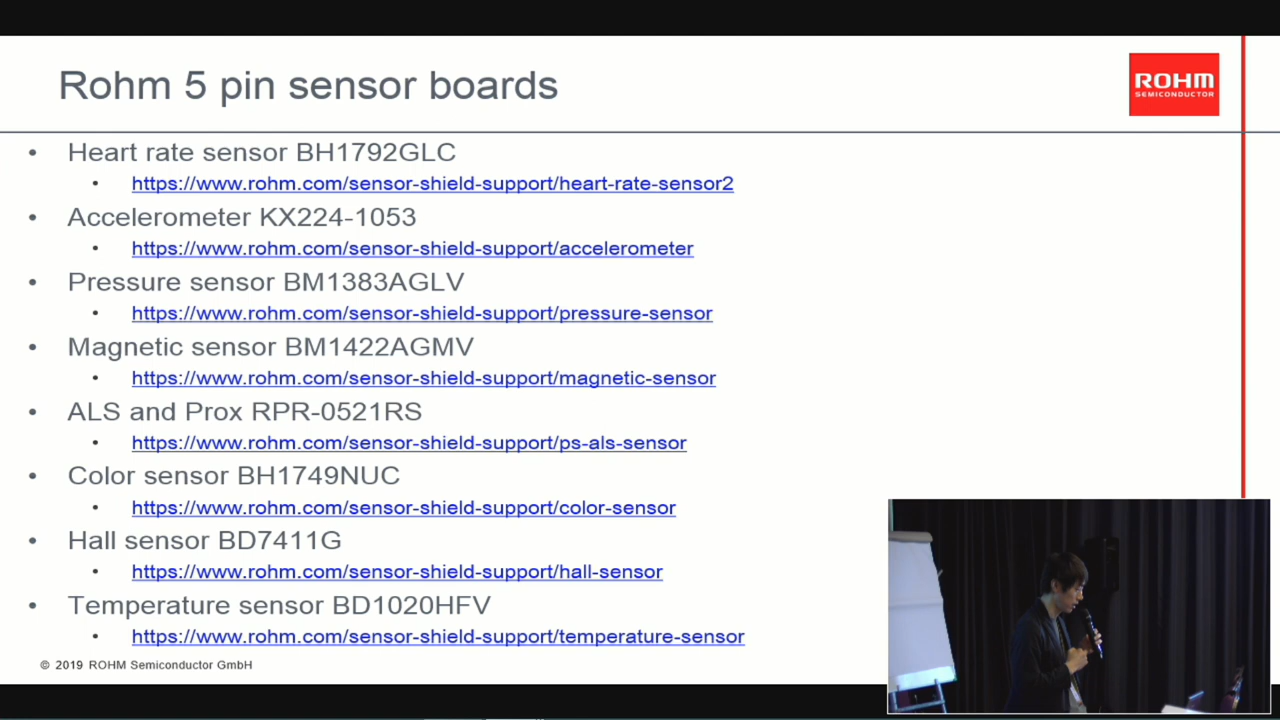 Rohm 5 pin sensor boards
ROHM
SEMICONDUCTOR
• Heart rate sensor BH1792GLC
• https://www.rohm.com/sensor-shield-support/heart-rate-sensor2
• Accelerometer KX224-1053
• https://www.rohm.com/sensor-shield-support/accelerometer
• Pressure sensor BM1383AGLV
• https://www.rohm.com/sensor-shield-support/pressure-sensor
• Magnetic sensor BM1422AGMV
• https://www.rohm.com/sensor-shield-support/magnetic-sensor
• ALS and Prox RPR-0521RS
• https://www.rohm.com/sensor-shield-support/ps-als-sensor
• Color sensor BH1749NUC
• https://www.rohm.com/sensor-shield-support/color-sensor
• Hall sensor BD7411G
• https://www.rohm.com/sensor-shield-support/hall-sensor
• Temperature sensor BD1020HFV
• https://www.rohm.com/sensor-shield-support/temperature-sensor
© 2019 ROHM Semiconductor GmbH